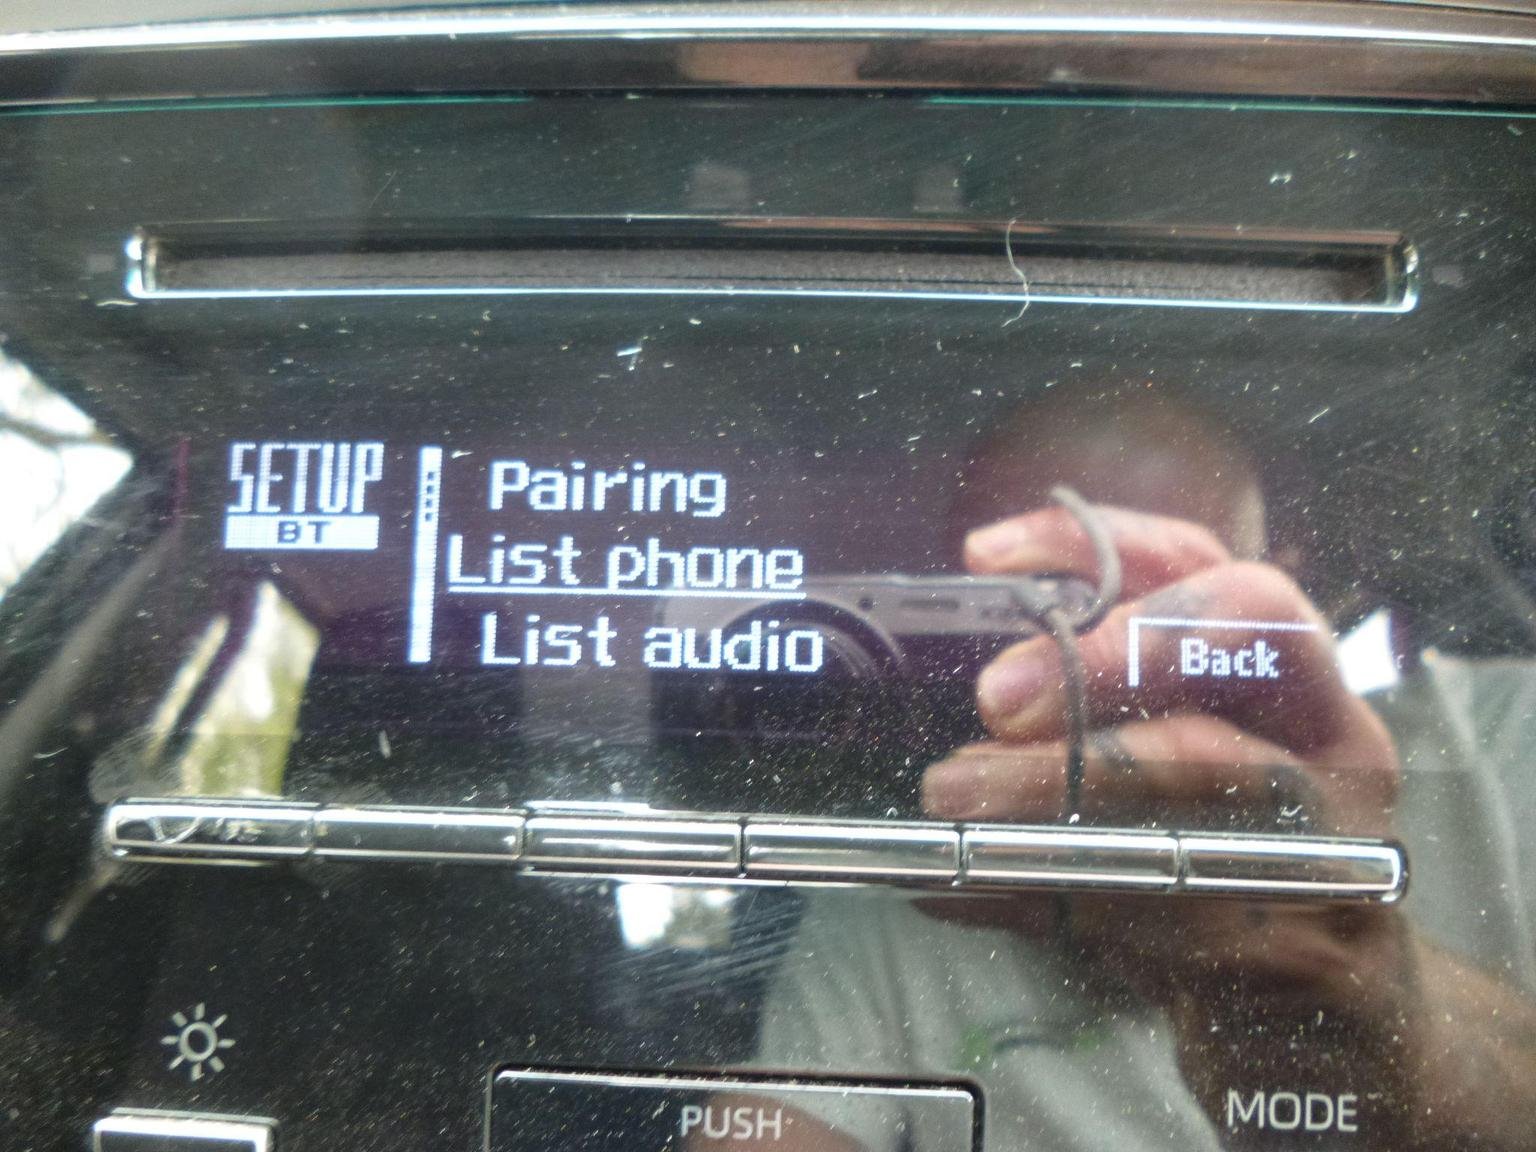 SETUP
BT
Pairing
List phone
List audio
Back
PUSH
MODE